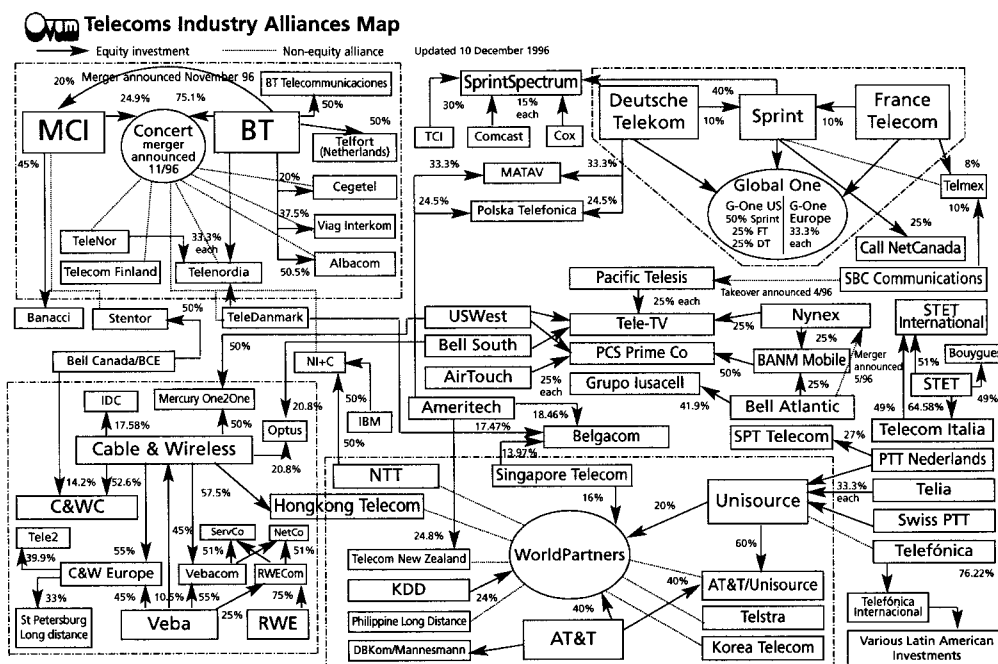 Ovum Telecoms Industry Alliances Map
Equity investment
Non-equity alliance
Updated 10 December 1996
20%
Merger announced November 96
24.9%
75.1%
MCI
Concert
merger
announced
11/96
BT
BT Telecommunicaciones
50%
50%
Telfort
(Netherlands)
20%
Cegetel
37.5%
Viag Interkom
50.5%
Albacom
45%
TeleNor
Telecom Finland
33.3%
each
Telenordia
Banacci
Stentor
50%
TeleDanmark
Bell Canada/BCE
SprintSpectrum
30%
15%
each
TCI
Comcast
Cox
33.3%
MATAV
33.3%
24.5%
Polska Telefonica
24.5%
Deutsche
Telekom
40%
10%
Sprint
10%
France
Telecom
Global One
G-One US
50% Sprint
25% FT
25% DT
G-One
Europe
33.3%
each
8%
Telmex
10%
25%
Call NetCanada
SBC Communications
Pacific Telesis
25% each
Takeover announced 4/96
USWest
Bell South
AirTouch
Tele-TV
PCS Prime Co
25%
each
Grupo Iusacell
41.9%
Nynex
25%
25%
BANM Mobile
50%
25%
Merger
announced
5/96
Bell Atlantic
STET
International
51%
Bouygues
STET
49%
49%
64.58%
Telecom Italia
SPT Telecom
27%
PTT Nederlands
33.3%
each
Telia
Swiss PTT
Telefónica
76.22%
Telefónica
Internacional
Various Latin American
Investments
50%
NI+C
50%
50%
IBM
Ameritech
18.46%
17.47%
Belgacom
13.97%
IDC
17.58%
Mercury One2One
50%
20.8%
Optus
20.8%
Cable & Wireless
14.2%
52.6%
C&WC
57.5%
Hongkong Telecom
Tele2
39.9%
55%
45%
ServCo
NetCo
51%
51%
C&W Europe
Vebacom
RWECom
33%
45%
10.5%
55%
25%
75%
St Petersburg
Long distance
Veba
RWE
NTT
Singapore Telecom
16%
20%
Unisource
WorldPartners
24.8%
Telecom New Zealand
60%
KDD
24%
40%
AT&T/Unisource
Philippine Long Distance
40%
Telstra
DBKom/Mannesmann
AT&T
Korea Telecom